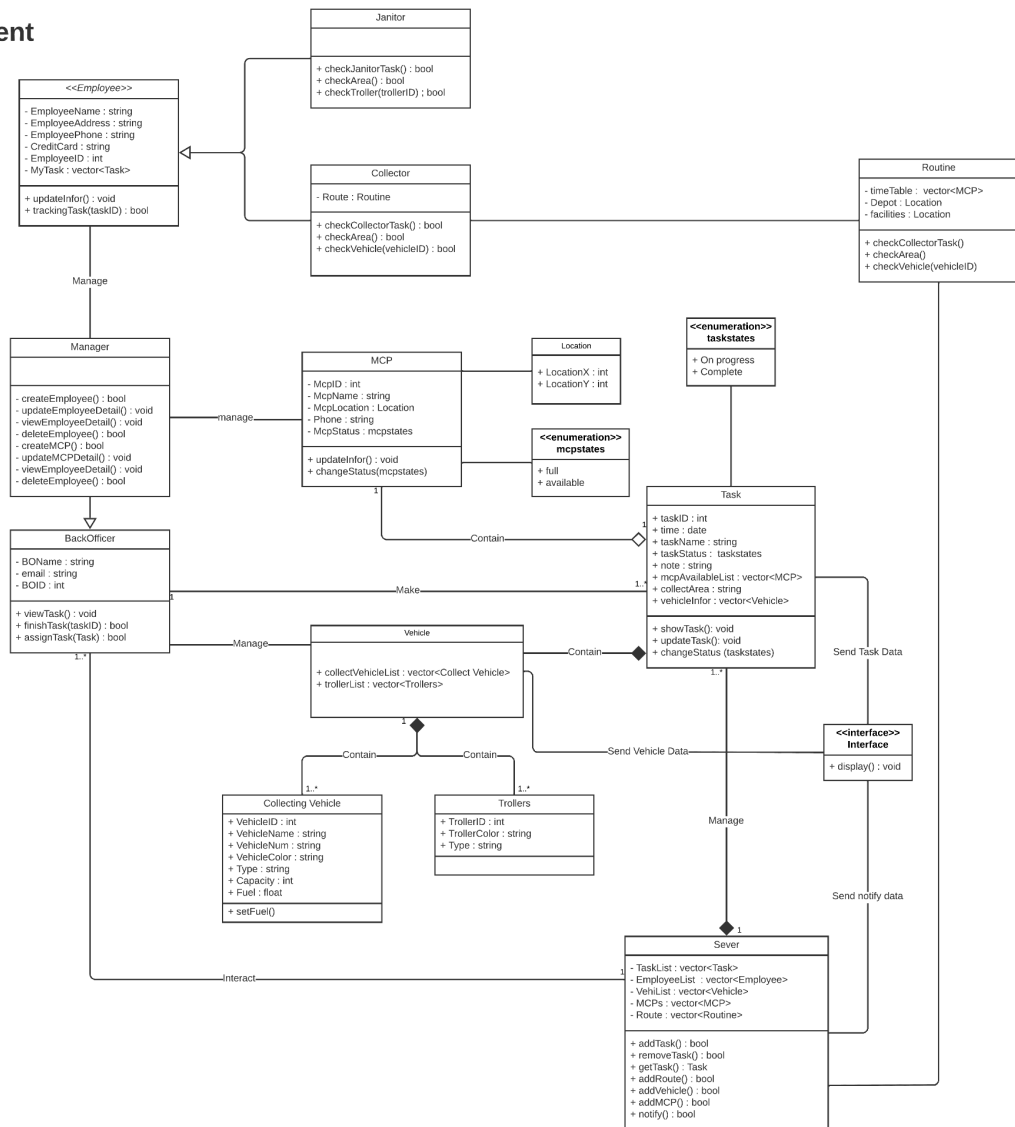 ent
Janitor
+ checkJanitorTask() : bool
+ checkArea() : bool
+ checkTroller(trollerID) ; bool
<<Employee>>
- EmployeeName : string
- EmployeeAddress : string
- EmployeePhone : string
- CreditCard : string
- EmployeeID : int
- MyTask : vector<Task>
+ updateInfor() : void
+ trackingTask(taskID) : bool
Collector
- Route : Routine
+ checkCollectorTask() : bool
+ checkArea() : bool
+ checkVehicle(vehicleID) : bool
Routine
- timeTable : vector<MCP>
- Depot : Location
- facilities : Location
+ checkCollectorTask()
+ checkArea()
+ checkVehicle(vehicleID)
Manage
Manager
- createEmployee() : bool
- updateEmployeeDetail() : void
- viewEmployeeDetail() : void
- deleteEmployee() : bool
- createMCP() : bool
- updateMCPDetail() : void
- viewEmployeeDetail() : void
- deleteEmployee() : bool
manage
MCP
- McpID : int
- McpName : string
- McpLocation : Location
- Phone : string
- McpStatus : mcpstates
+ updateInfor() : void
+ changeStatus(mcpstates)
1
Location
+ LocationX : int
+ LocationY : int
<<enumeration>>
mcpstates
+ full
+ available
<<enumeration>>
taskstates
+ On progress
+ Complete
Contain
1
Task
+ taskID : int
+ time : date
+ taskName : string
+ taskStatus : taskstates
+ note : string
+ mcpAvailableList : vector<MCP>
+ collectArea : string
+ vehicleInfor : vector<Vehicle>
+ showTask(): void
+ updateTask(): void
+ changeStatus (taskstates)
1..*
BackOfficer
- BOName : string
- email : string
- BOID : int
+ viewTask() : void
+ finishTask(taskID) : bool
+ assignTask(Task) : bool
1..*
1
Make
1..*
Manage
Vehicle
+ collectVehicleList : vector<Collect Vehicle>
+ trollerList : vector<Trollers>
1
Contain
Send Task Data
Send Vehicle Data
<<interface>>
Interface
+ display() : void
Contain
Contain
1..*
1..*
Collecting Vehicle
+ VehicleID : int
+ VehicleName : string
+ VehicleNum : string
+ VehicleColor : string
+ Type : string
+ Capacity : int
+ Fuel : float
+ setFuel()
Trollers
+ TrollerID : int
+ TrollerColor : string
+ Type : string
Manage
Send notify data
Interact
1
1
Sever
- TaskList : vector<Task>
- EmployeeList : vector<Employee>
- VehiList : vector<Vehicle>
- MCPs : vector<MCP>
- Route : vector<Routine>
+ addTask() : bool
+ removeTask() : bool
+ getTask() : Task
+ addRoute() : bool
+ addVehicle() : bool
+ addMCP() : bool
+ notify() : bool